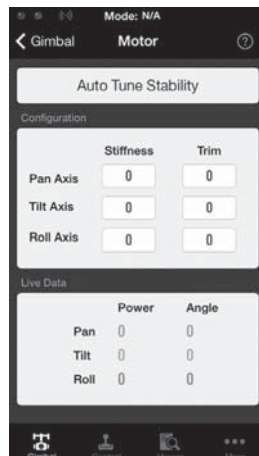 Mode: N/A
Gimbal Motor ?
Auto Tune Stability
Configuration
Stiffness Trim
Pan Axis 0 0
Tilt Axis 0 0
Roll Axis 0 0
Live Data
Power Angle
Pan 0 0
Tilt 0 0
Roll 0 0
Gimbal